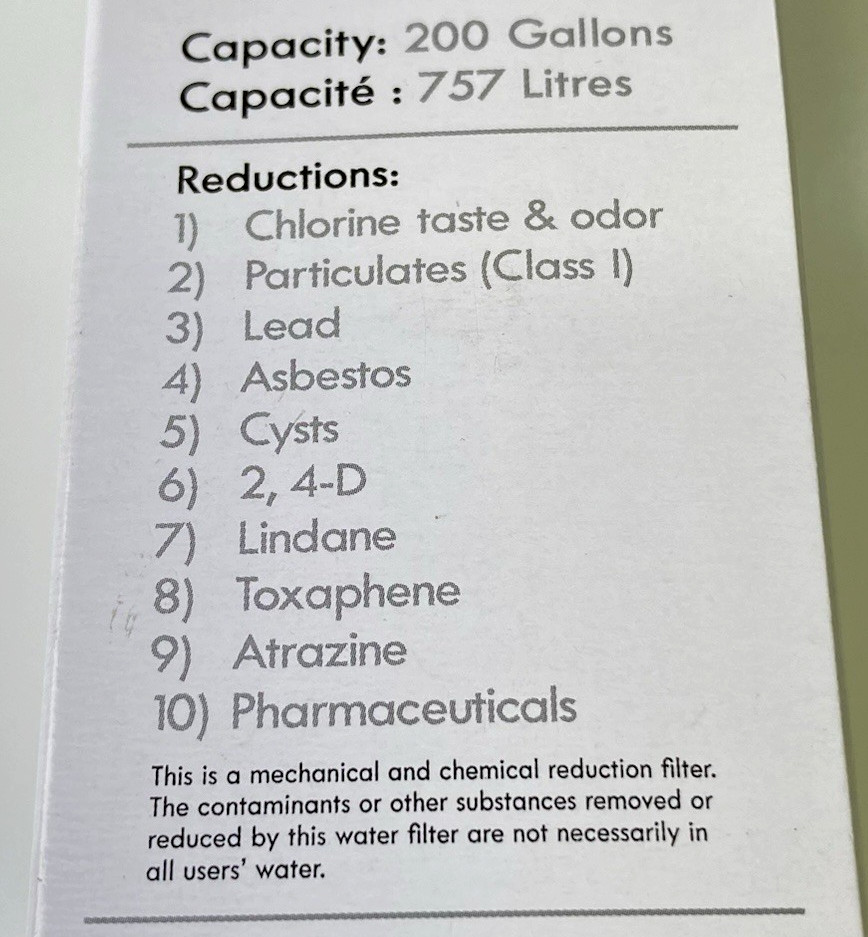 Capacity: 200 Gallons
Capacité : 757 Litres
Reductions:
1) Chlorine taste & odor
2) Particulates (Class I)
3) Lead
4) Asbestos
5) Cysts
6) 2, 4-D
7) Lindane
8) Toxaphene
9) Atrazine
10) Pharmaceuticals
This is a mechanical and chemical reduction filter.
The contaminants or other substances removed or
reduced by this water filter are not necessarily in
all users' water.